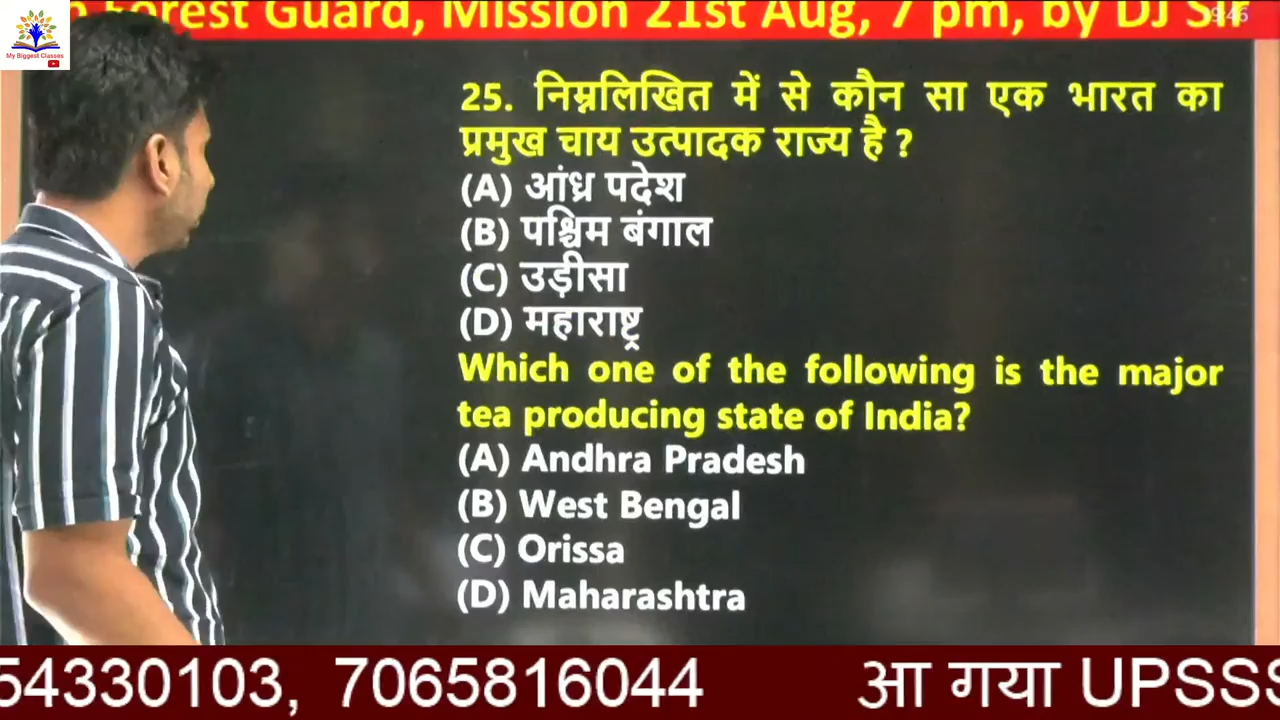 Forest Guard, Mission 21st Aug, 7 pm, by DJ Sir
My Biggest Classes
25. निम्नलिखित में से कौन सा एक भारत का
प्रमुख चाय उत्पादक राज्य है ?
(A) आंध्र पदेश
(B) पश्चिम बंगाल
(C) उड़ीसा
(D) महाराष्ट्र
Which one of the following is the major
tea producing state of India?
(A) Andhra Pradesh
(B) West Bengal
(C) Orissa
(D) Maharashtra
54330103, 7065816044 आ गया UPSSS